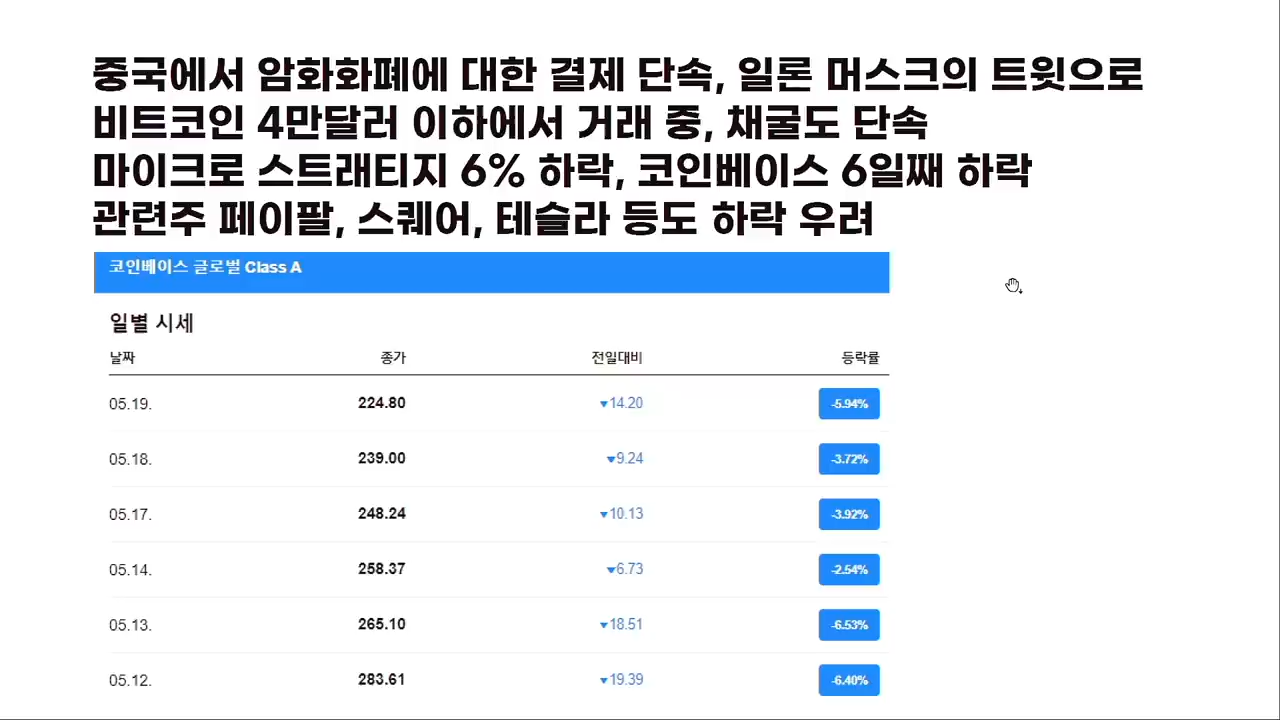 중국에서 암화화폐에 대한 결제 단속, 일론 머스크의 트윗으로
비트코인 4만달러 이하에서 거래 중, 채굴도 단속
마이크로 스트래티지 6% 하락, 코인베이스 6일째 하락
관련주 페이팔, 스퀘어, 테슬라 등도 하락 우려
코인베이스 글로벌 Class A
일별 시세
날짜 종가 전일대비 등락률
05.19. 224.80 ▼14.20 -5.94%
05.18. 239.00 ▼9.24 -3.72%
05.17. 248.24 ▼10.13 -3.92%
05.14. 258.37 ▼6.73 -2.54%
05.13. 265.10 ▼18.51 -6.53%
05.12. 283.61 ▼19.39 -6.40%